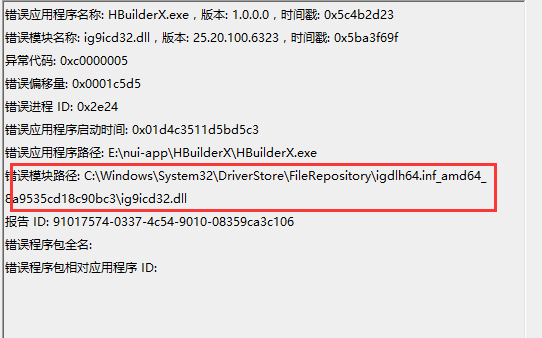 错误应用程序名称: HBuilderX.exe，版本: 1.0.0.0，时间戳: 0x5c4b2d23
错误模块名称: ig9icd32.dll，版本: 25.20.100.6323，时间戳: 0x5ba3f69f
异常代码: 0xc0000005
错误偏移量: 0x0001c5d5
错误进程 ID: 0x2e24
错误应用程序启动时间: 0x01d4c3511d5bd5c3
错误应用程序路径: E:\nui-app\HBuilderX\HBuilderX.exe
错误模块路径: C:\Windows\System32\DriverStore\FileRepository\igdlh64.inf_amd64_
8a9535cd18c90bc3\ig9icd32.dll
报告 ID: 91017574-0337-4c54-9010-08359ca3c106
错误程序包全名:
错误程序包相对应用程序 ID: